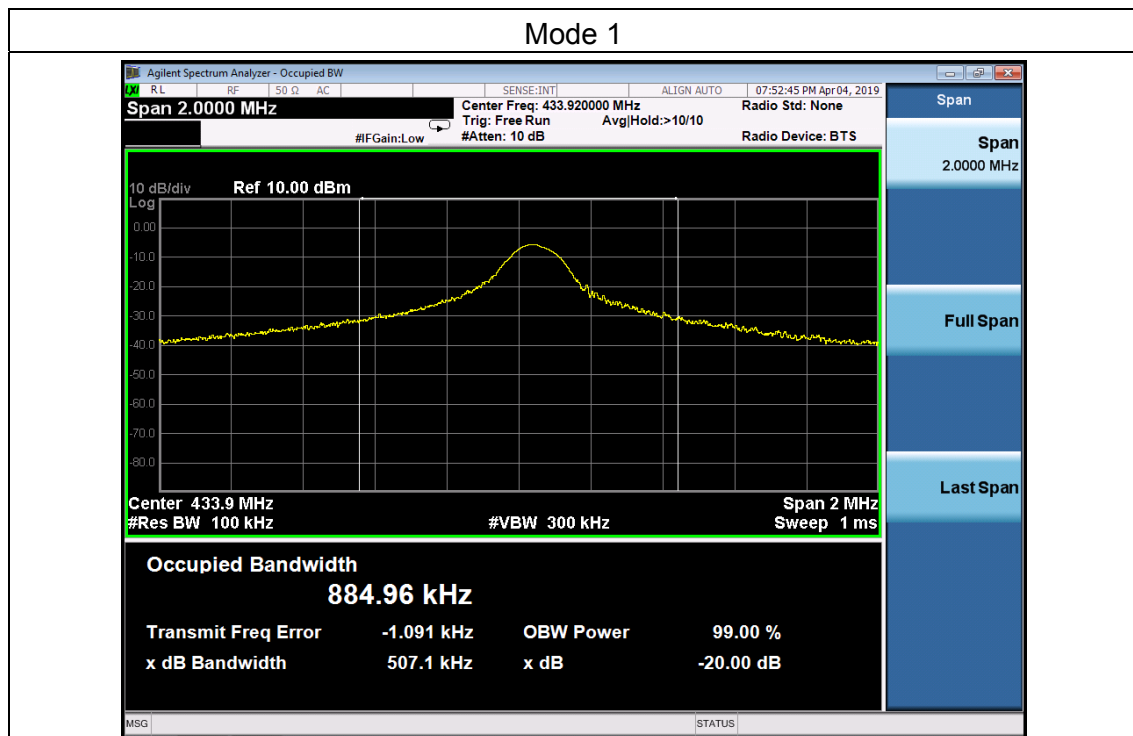 Mode 1
Agilent Spectrum Analyzer - Occupied BW
LXI RL RF 50 Ω AC SENSE:INT ALIGN AUTO 07:52:45 PM Apr 04, 2019
Span 2.0000 MHz
Center Freq: 433.920000 MHz
Radio Std: None
Trig: Free Run Avg|Hold:>10/10
#IFGain:Low
#Atten: 10 dB
Radio Device: BTS
Span
Span
2.0000 MHz
Full Span
Last Span
10 dB/div Ref 10.00 dBm
Log
0.00
-10.0
-20.0
-30.0
-40.0
-50.0
-60.0
-70.0
-80.0
Center 433.9 MHz Span 2 MHz
#Res BW 100 kHz #VBW 300 kHz Sweep 1 ms
Occupied Bandwidth
884.96 kHz
Transmit Freq Error -1.091 kHz OBW Power 99.00 %
x dB Bandwidth 507.1 kHz x dB -20.00 dB
MSG STATUS